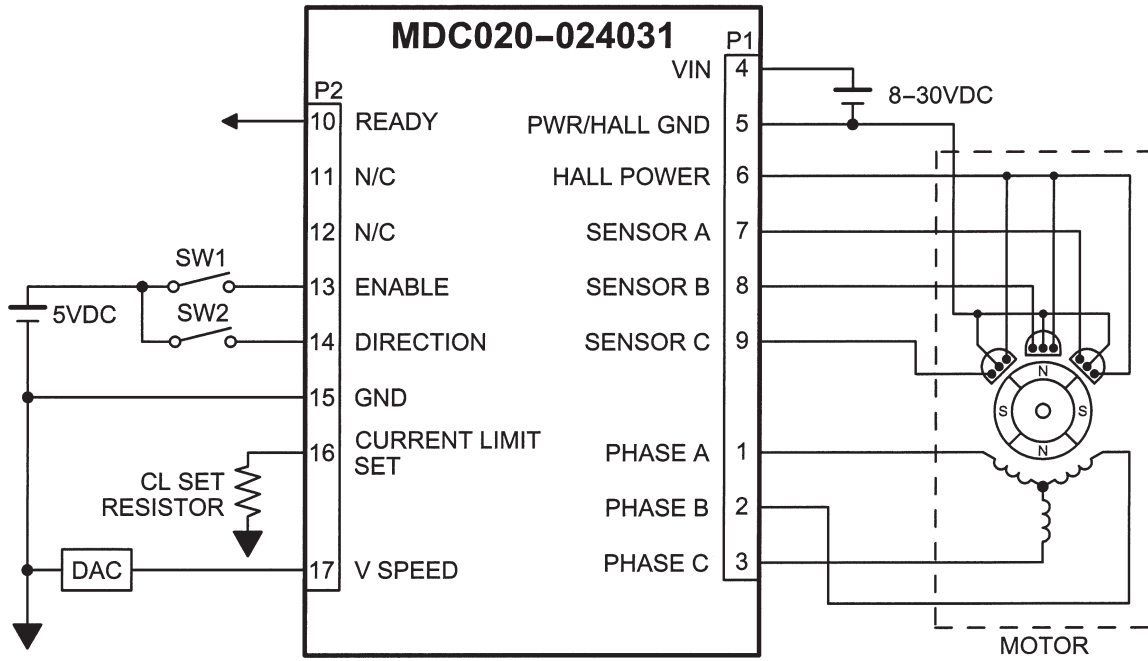 MDC020-024031
P1
P2
VIN 4
8-30VDC
10 READY
PWR/HALL GND 5
11 N/C
HALL POWER 6
12 N/C
SENSOR A 7
SW1
13 ENABLE
SENSOR B 8
5VDC
SW2
14 DIRECTION
SENSOR C 9
N
S
S
N
15 GND
16 CURRENT LIMIT
SET
PHASE A 1
CL SET
RESISTOR
PHASE B 2
DAC
17 V SPEED
PHASE C 3
MOTOR